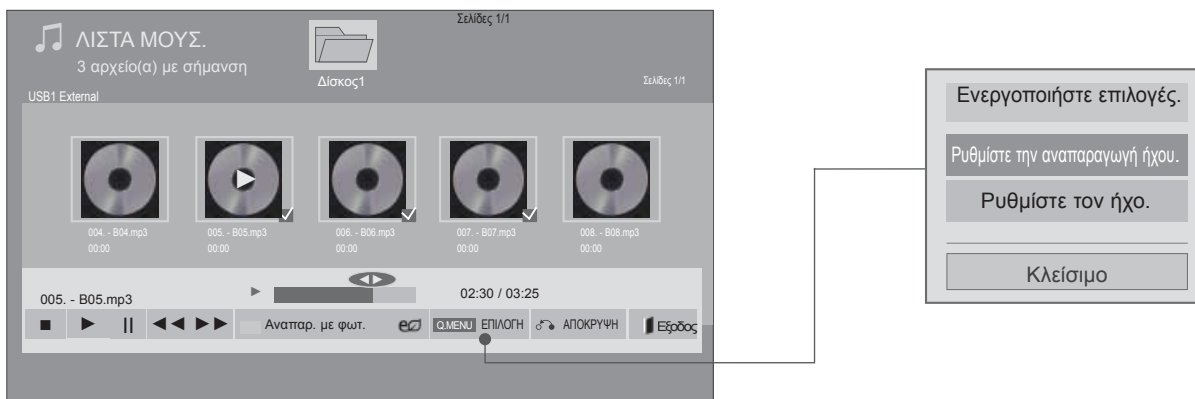 Σελίδες 1/1
ΛΙΣΤΑ ΜΟΥΣ.
3 αρχείο(α) με σήμανση
Δίσκος1
Σελίδες 1/1
USB1 External
004. - B04.mp3
00:00
005. - B05.mp3
00:00
006. - B06.mp3
00:00
007. - B07.mp3
00:00
008. - B08.mp3
00:00
005. - B05.mp3
02:30 / 03:25
Αναπαρ. με φωτ.
eco
Q.MENU ΕΠΙΛΟΓΗ
ΑΠΟΚΡΥΨΗ
Εξοδος
Ενεργοποιήστε επιλογές.
Ρυθμίστε την αναπαραγωγή ήχου.
Ρυθμίστε τον ήχο.
Κλείσιμο